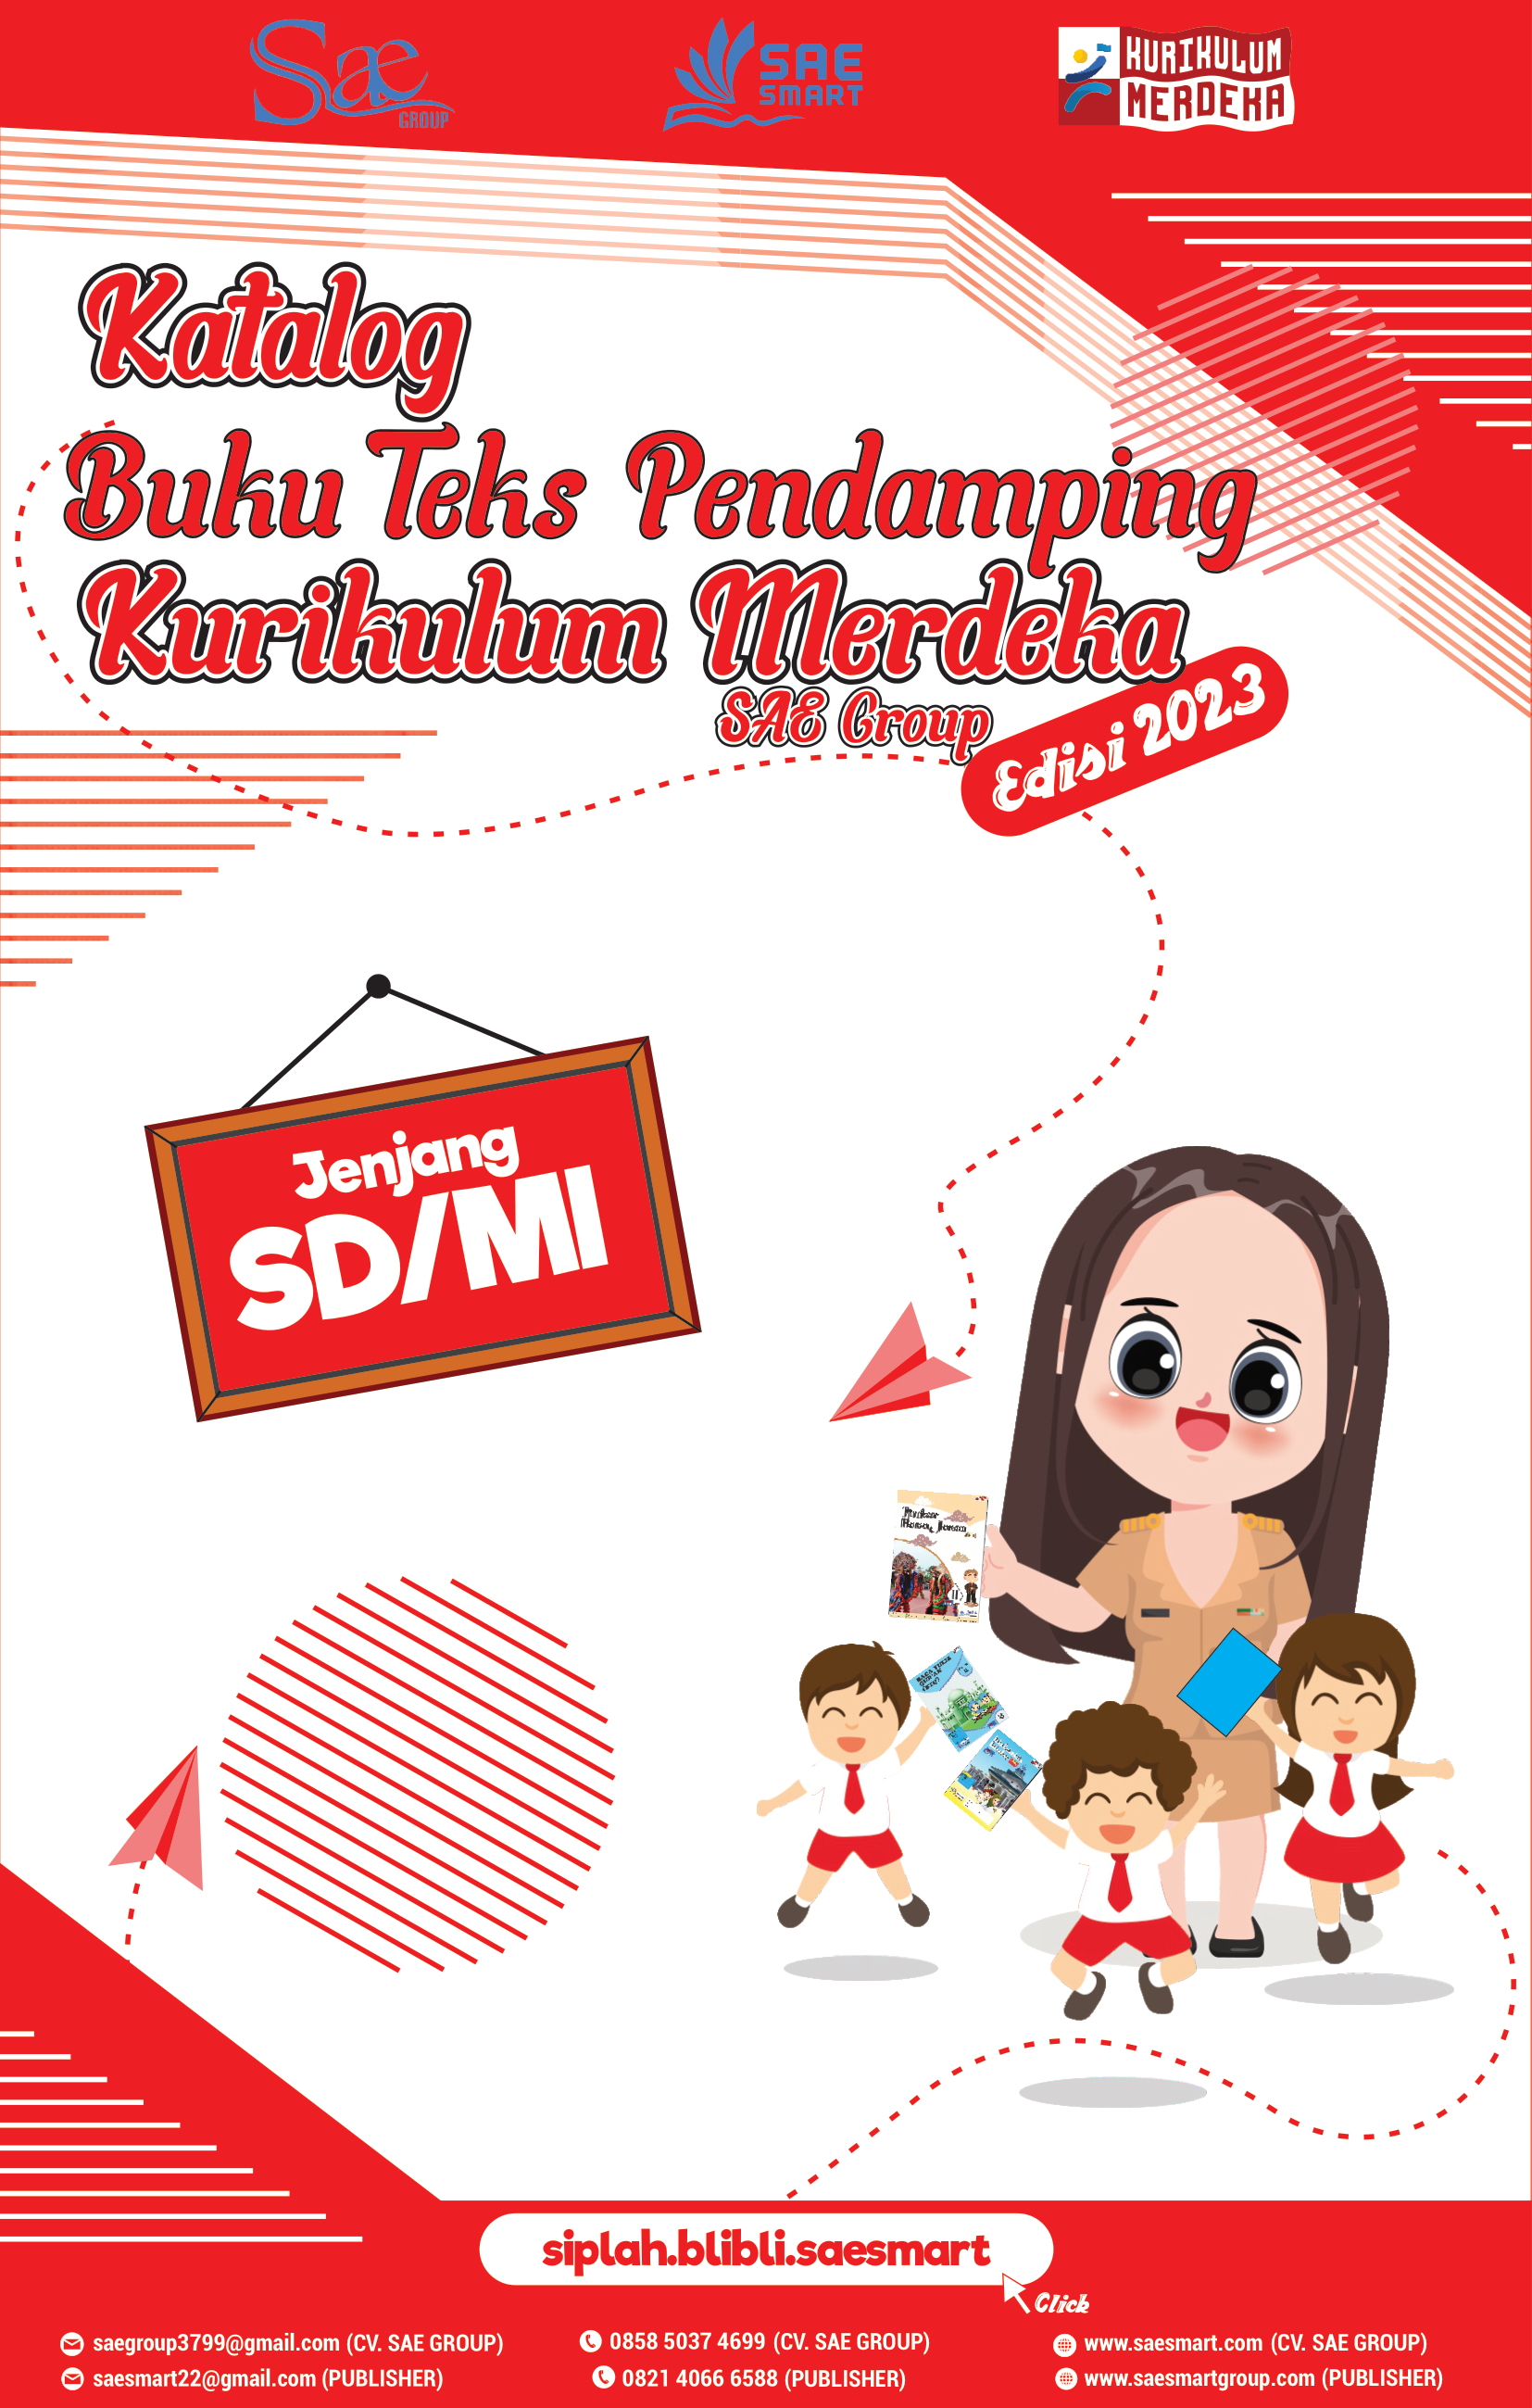 Sae
GROUP
SAE
SMART
KURIKULUM
MERDEKA
Katalog
Buku Teks Pendamping
Kurikulum Merdeka
SAE Group
Edisi 2023
Jenjang
SD/MI
siplah.blibli.saesmart
Click
saegroup3799@gmail.com (CV. SAE GROUP)
saesmart22@gmail.com (PUBLISHER)
0858 5037 4699 (CV. SAE GROUP)
0821 4066 6588 (PUBLISHER)
www.saesmart.com (CV. SAE GROUP)
www.saesmartgroup.com (PUBLISHER)